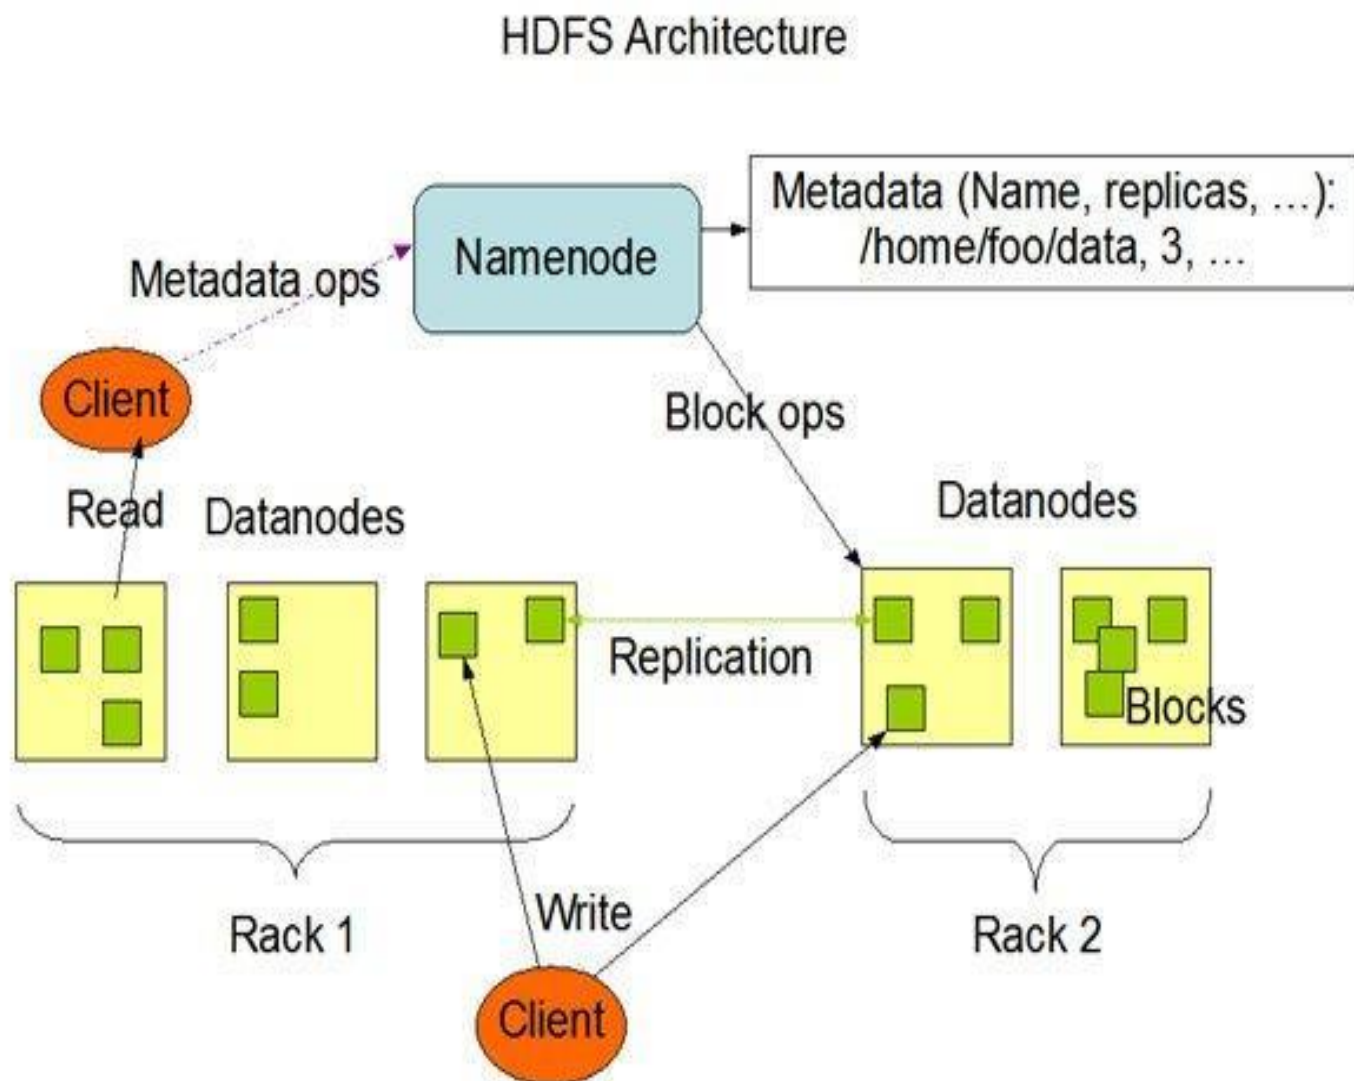 HDFS Architecture
Metadata (Name, replicas, …):
/home/foo/data, 3, …
Namenode
Metadata ops
Client
Block ops
Read
Datanodes
Datanodes
Replication
Blocks
Rack 1
Write
Rack 2
Client